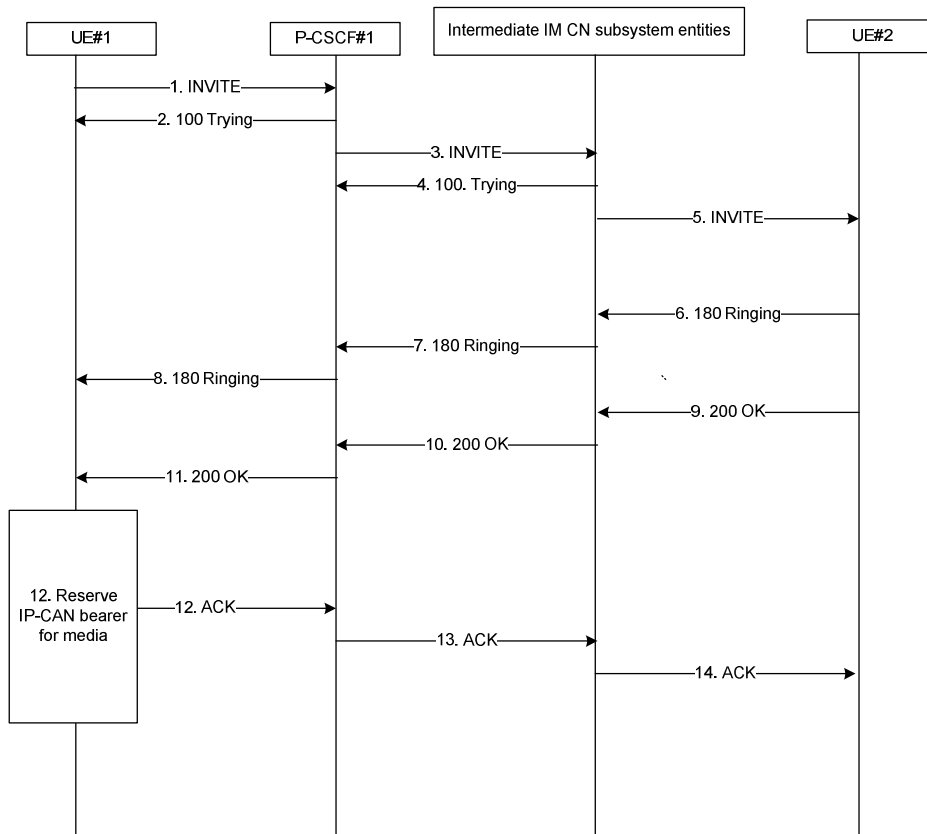 UE#1
P-CSCF#1
Intermediate IM CN subsystem entities
UE#2
1. INVITE
2. 100 Trying
3. INVITE
4. 100. Trying
5. INVITE
6. 180 Ringing
7. 180 Ringing
8. 180 Ringing
9. 200 OK
10. 200 OK
11. 200 OK
12. Reserve
IP-CAN bearer
for media
12. ACK
13. ACK
14. ACK